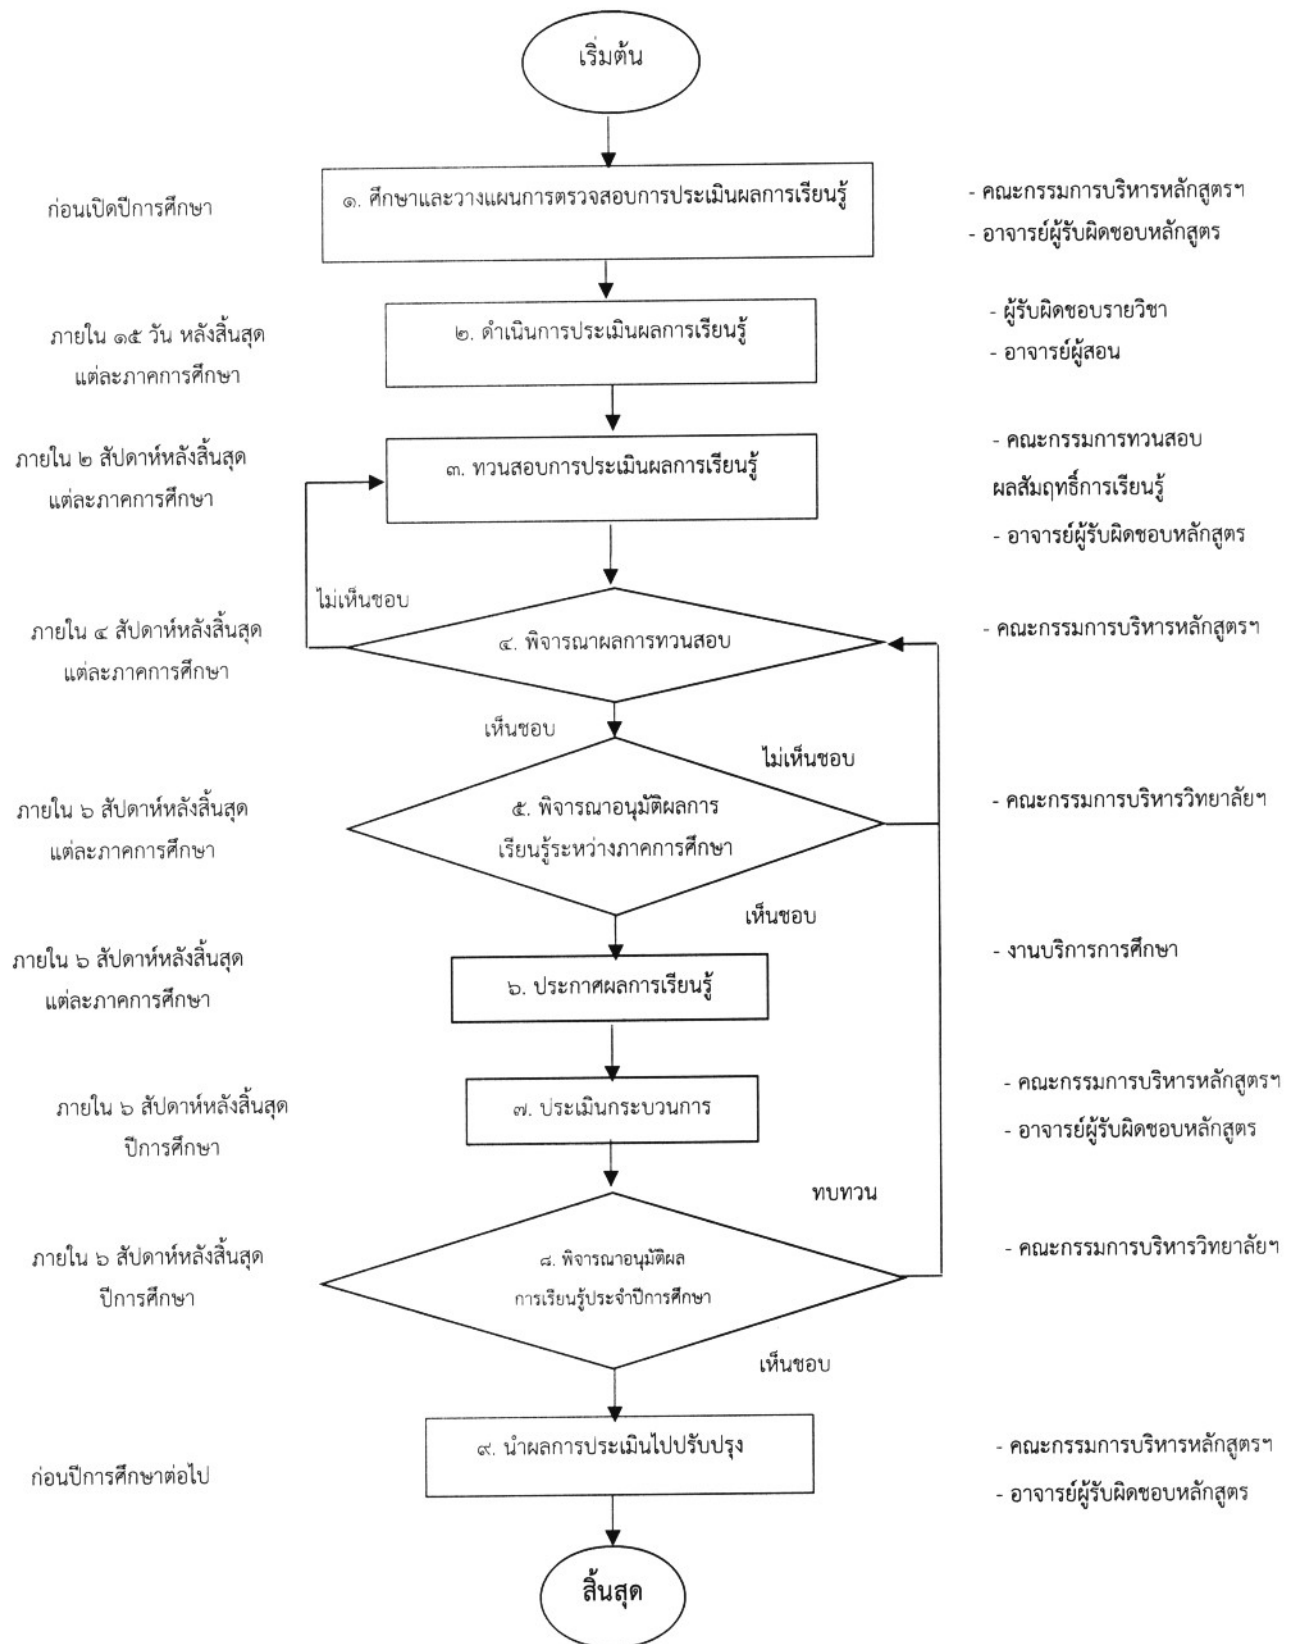 เริ่มต้น
ก่อนเปิดปีการศึกษา
๑. ศึกษาและวางแผนการตรวจสอบการประเมินผลการเรียนรู้
- คณะกรรมการบริหารหลักสูตรฯ
- อาจารย์ผู้รับผิดชอบหลักสูตร
ภายใน ๑๕ วัน หลังสิ้นสุด
แต่ละภาคการศึกษา
๒. ดำเนินการประเมินผลการเรียนรู้
- ผู้รับผิดชอบรายวิชา
- อาจารย์ผู้สอน
ภายใน ๒ สัปดาห์หลังสิ้นสุด
แต่ละภาคการศึกษา
๓. ทวนสอบการประเมินผลการเรียนรู้
- คณะกรรมการทวนสอบ
ผลสัมฤทธิ์การเรียนรู้
- อาจารย์ผู้รับผิดชอบหลักสูตร
ไม่เห็นชอบ
ภายใน ๔ สัปดาห์หลังสิ้นสุด
แต่ละภาคการศึกษา
๔. พิจารณาผลการทวนสอบ
- คณะกรรมการบริหารหลักสูตรฯ
เห็นชอบ
ไม่เห็นชอบ
ภายใน ๖ สัปดาห์หลังสิ้นสุด
แต่ละภาคการศึกษา
๕. พิจารณาอนุมัติผลการ
เรียนรู้ระหว่างภาคการศึกษา
- คณะกรรมการบริหารวิทยาลัยฯ
เห็นชอบ
ภายใน ๖ สัปดาห์หลังสิ้นสุด
แต่ละภาคการศึกษา
๖. ประกาศผลการเรียนรู้
- งานบริการการศึกษา
ภายใน ๖ สัปดาห์หลังสิ้นสุด
ปีการศึกษา
๗. ประเมินกระบวนการ
- คณะกรรมการบริหารหลักสูตรฯ
- อาจารย์ผู้รับผิดชอบหลักสูตร
ทบทวน
ภายใน ๖ สัปดาห์หลังสิ้นสุด
ปีการศึกษา
๘. พิจารณาอนุมัติผล
การเรียนรู้ประจำปีการศึกษา
- คณะกรรมการบริหารวิทยาลัยฯ
เห็นชอบ
ก่อนปีการศึกษาต่อไป
๙. นำผลการประเมินไปปรับปรุง
- คณะกรรมการบริหารหลักสูตรฯ
- อาจารย์ผู้รับผิดชอบหลักสูตร
สิ้นสุด